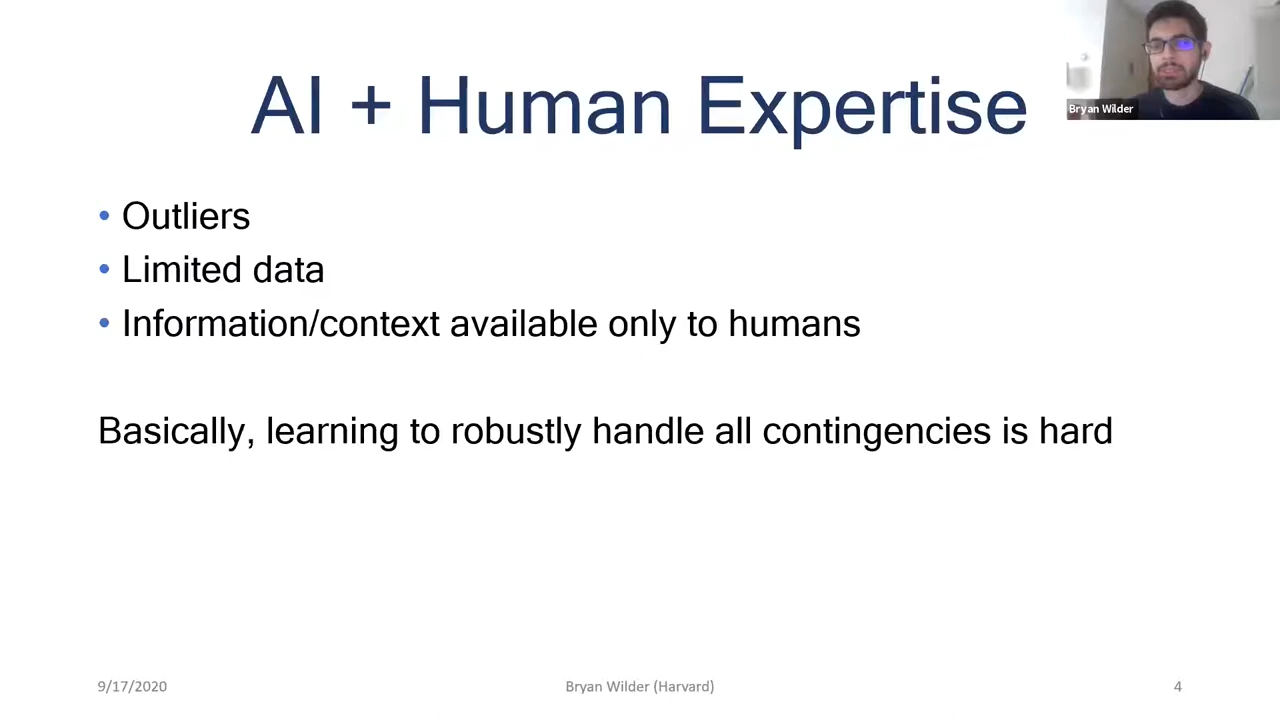 AI + Human Expertise
Bryan Wilder
• Outliers
• Limited data
• Information/context available only to humans
Basically, learning to robustly handle all contingencies is hard
9/17/2020
Bryan Wilder (Harvard)
4